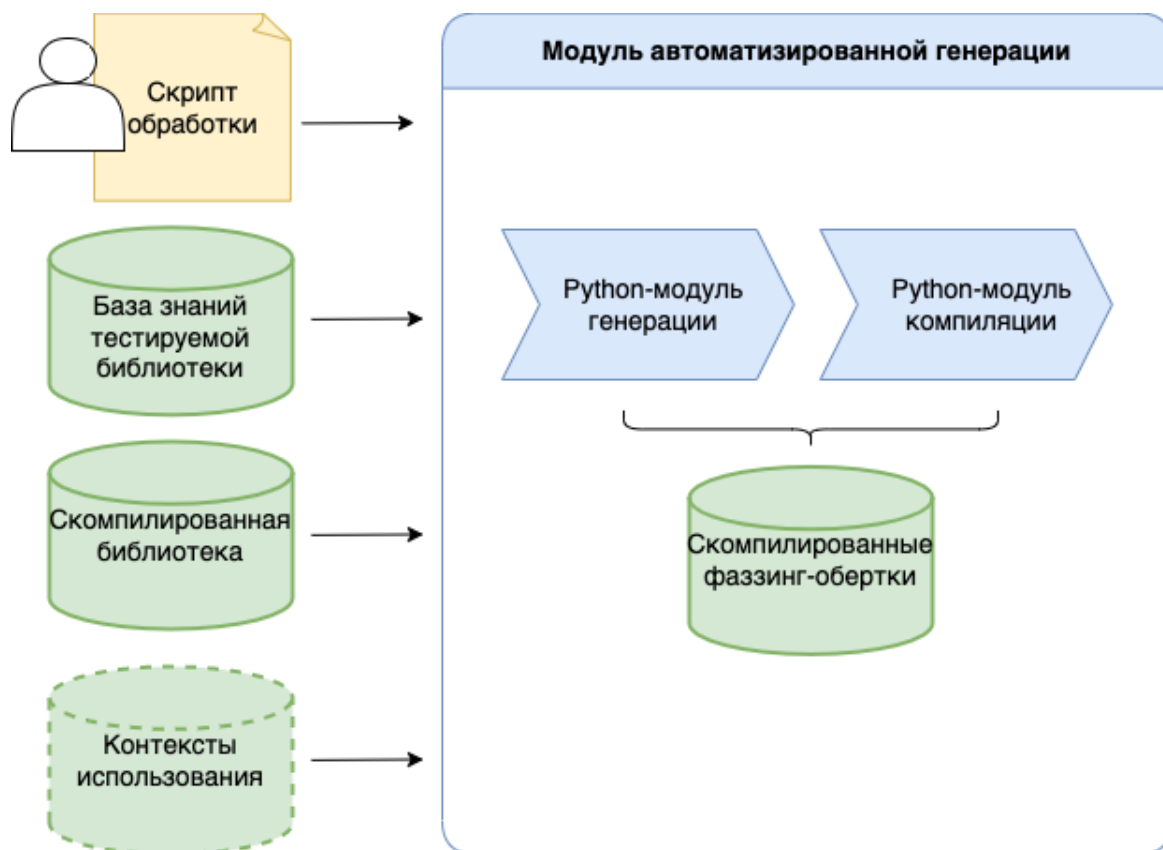 Скрипт
обработки
База знаний
тестируемой
библиотеки
Скомпилированная
библиотека
Контексты
использования
Модуль автоматизированной генерации
Python-модуль
генерации
Python-модуль
компиляции
Скомпилированные
фаззинг-обертки